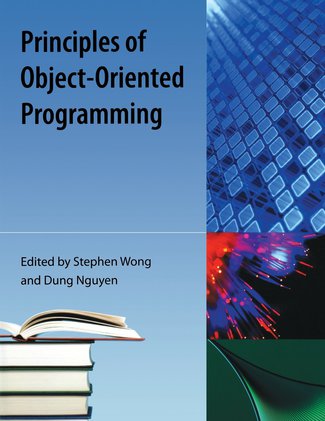 Principles of
Object-Oriented
Programming
Edited by Stephen Wong
and Dung Nguyen